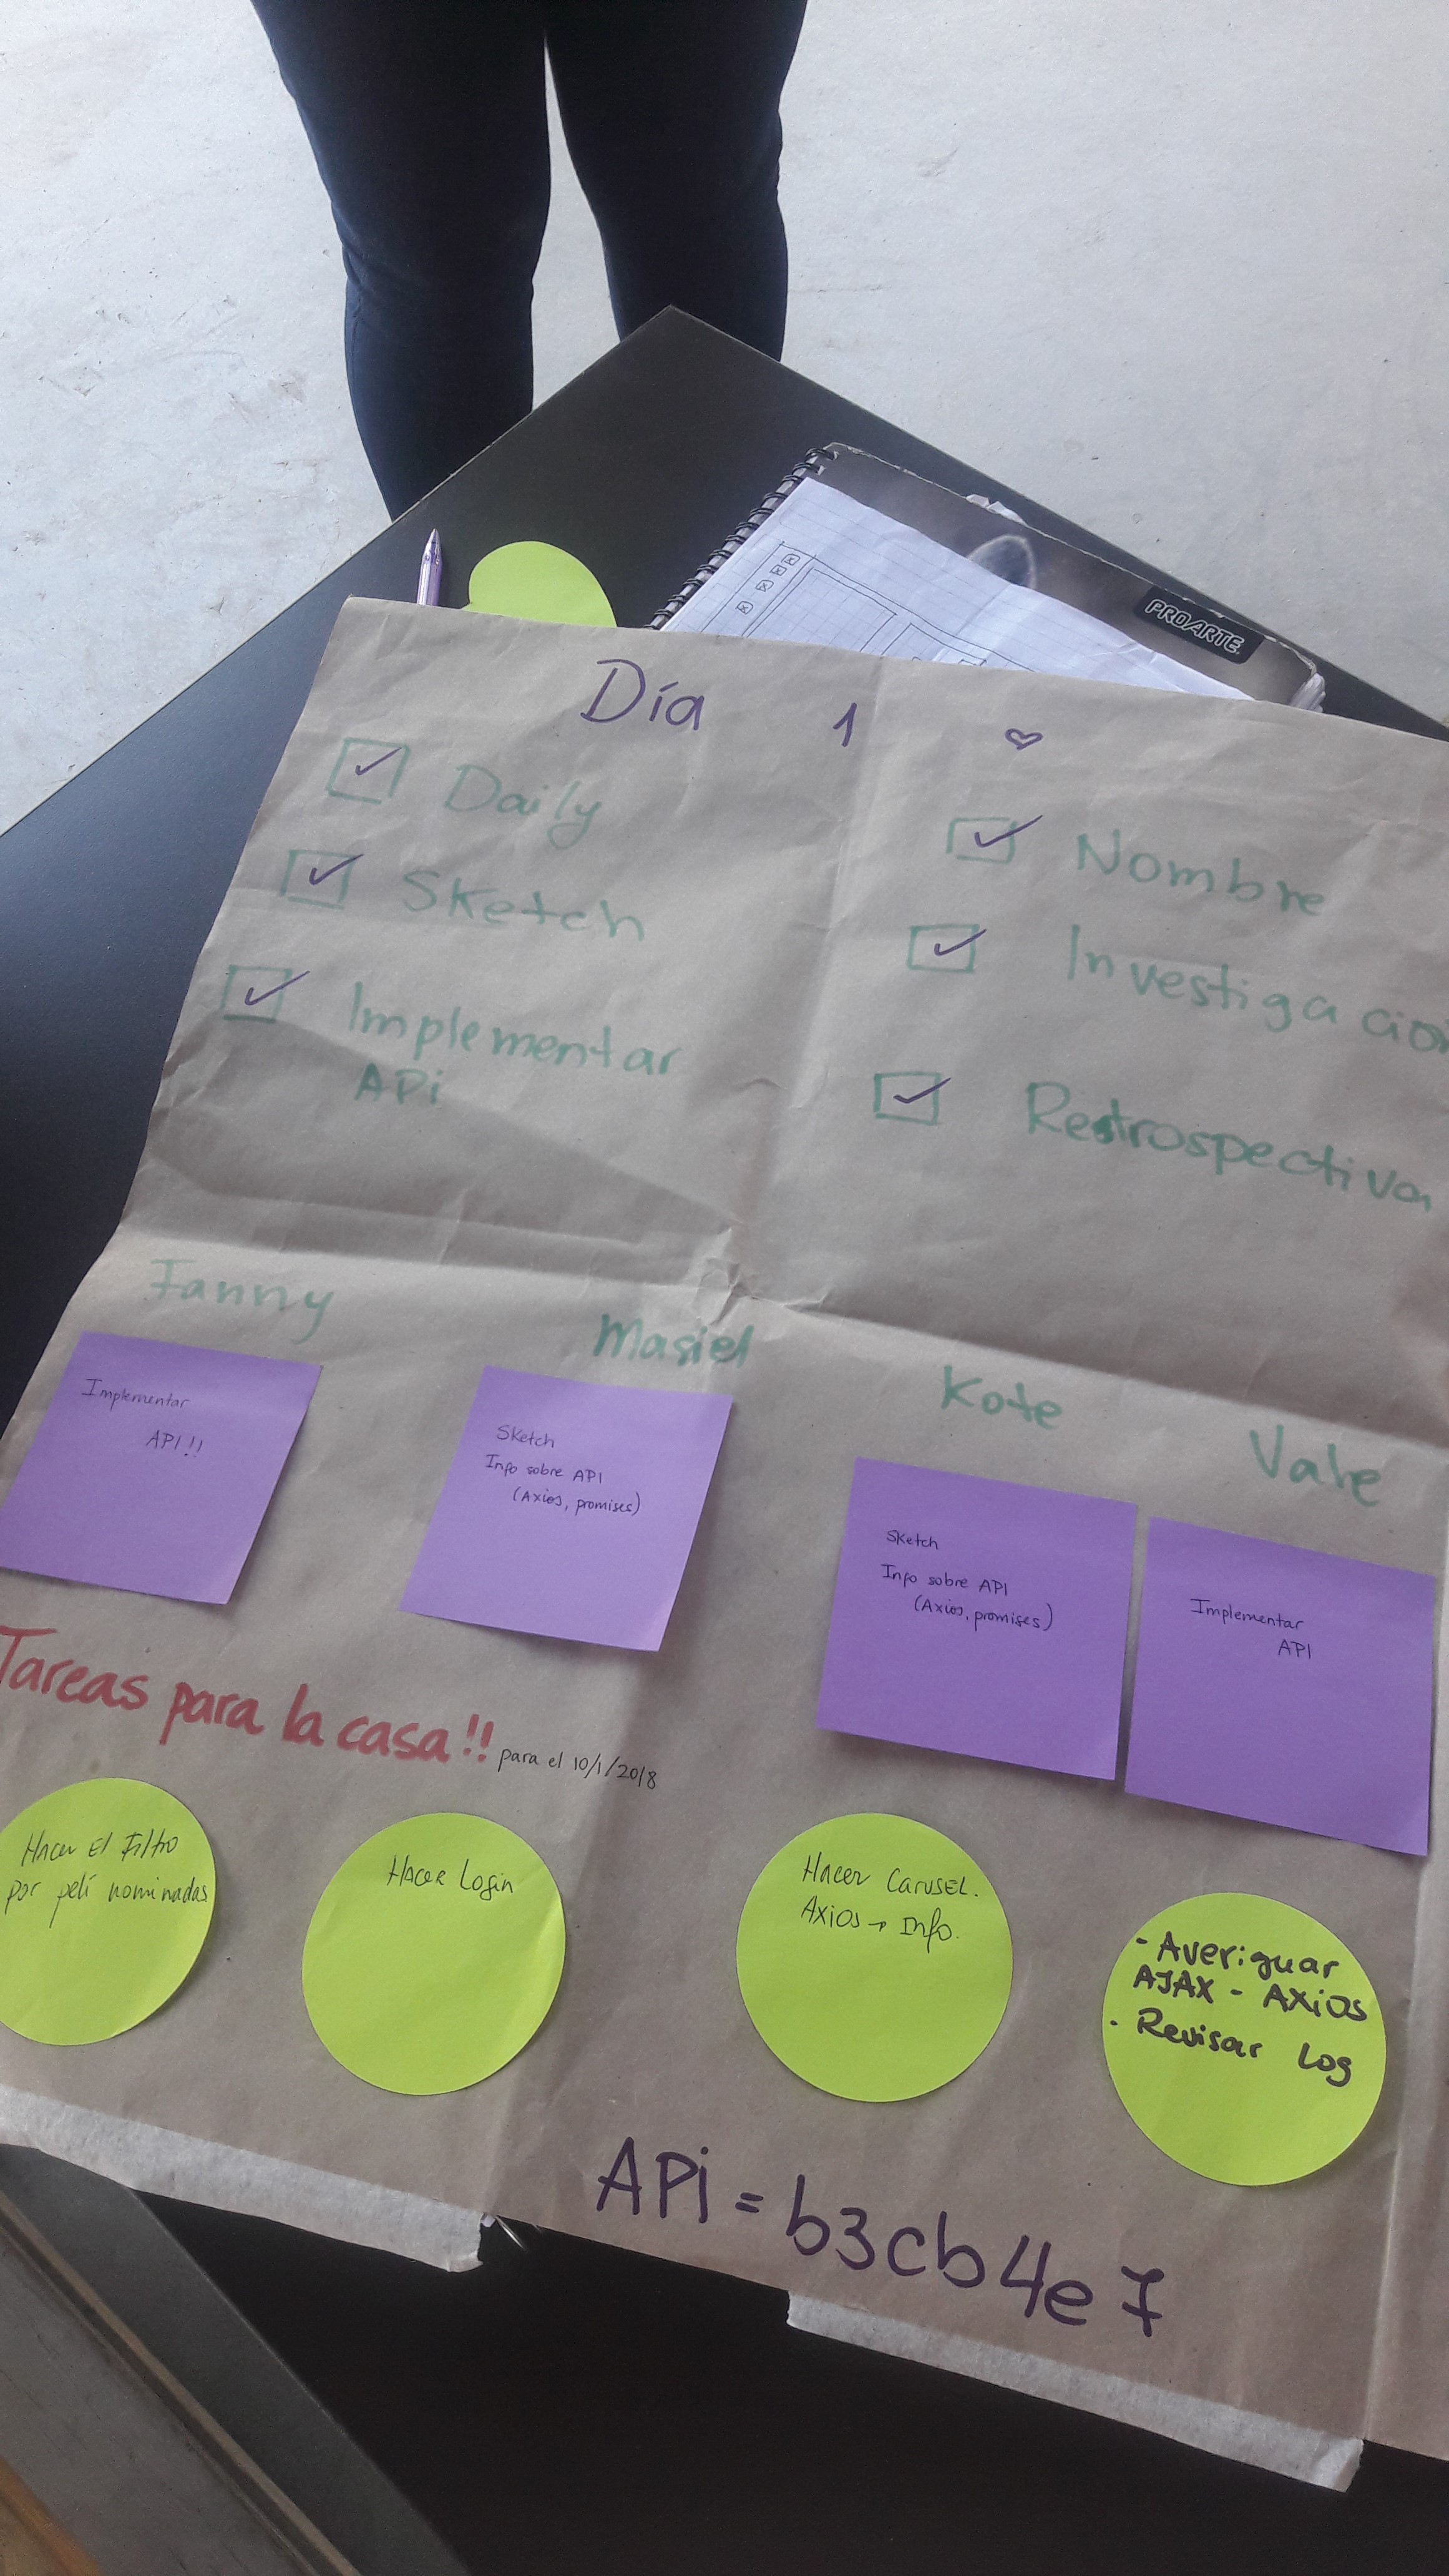 PROARTE
Día 1
Daily
Sketch
Implementar
APi
Nombre
Investigacion
Restrospectiva
Fanny
Masiel
Kote
Vale
Implementar
API!!
Sketch
Info sobre API
(Axios, promises)
Sketch
Info sobre API
(Axios, promises)
Implementar
API
Tareas para la casa!! para el 10/1/2018
Hacer El Filtro
por peli nominadas
Hacer Login
Hacer Carusel.
Axios → Info.
- Averiguar
AJAX - AXiOS
. Revisar Log
APi = b3cb4e7